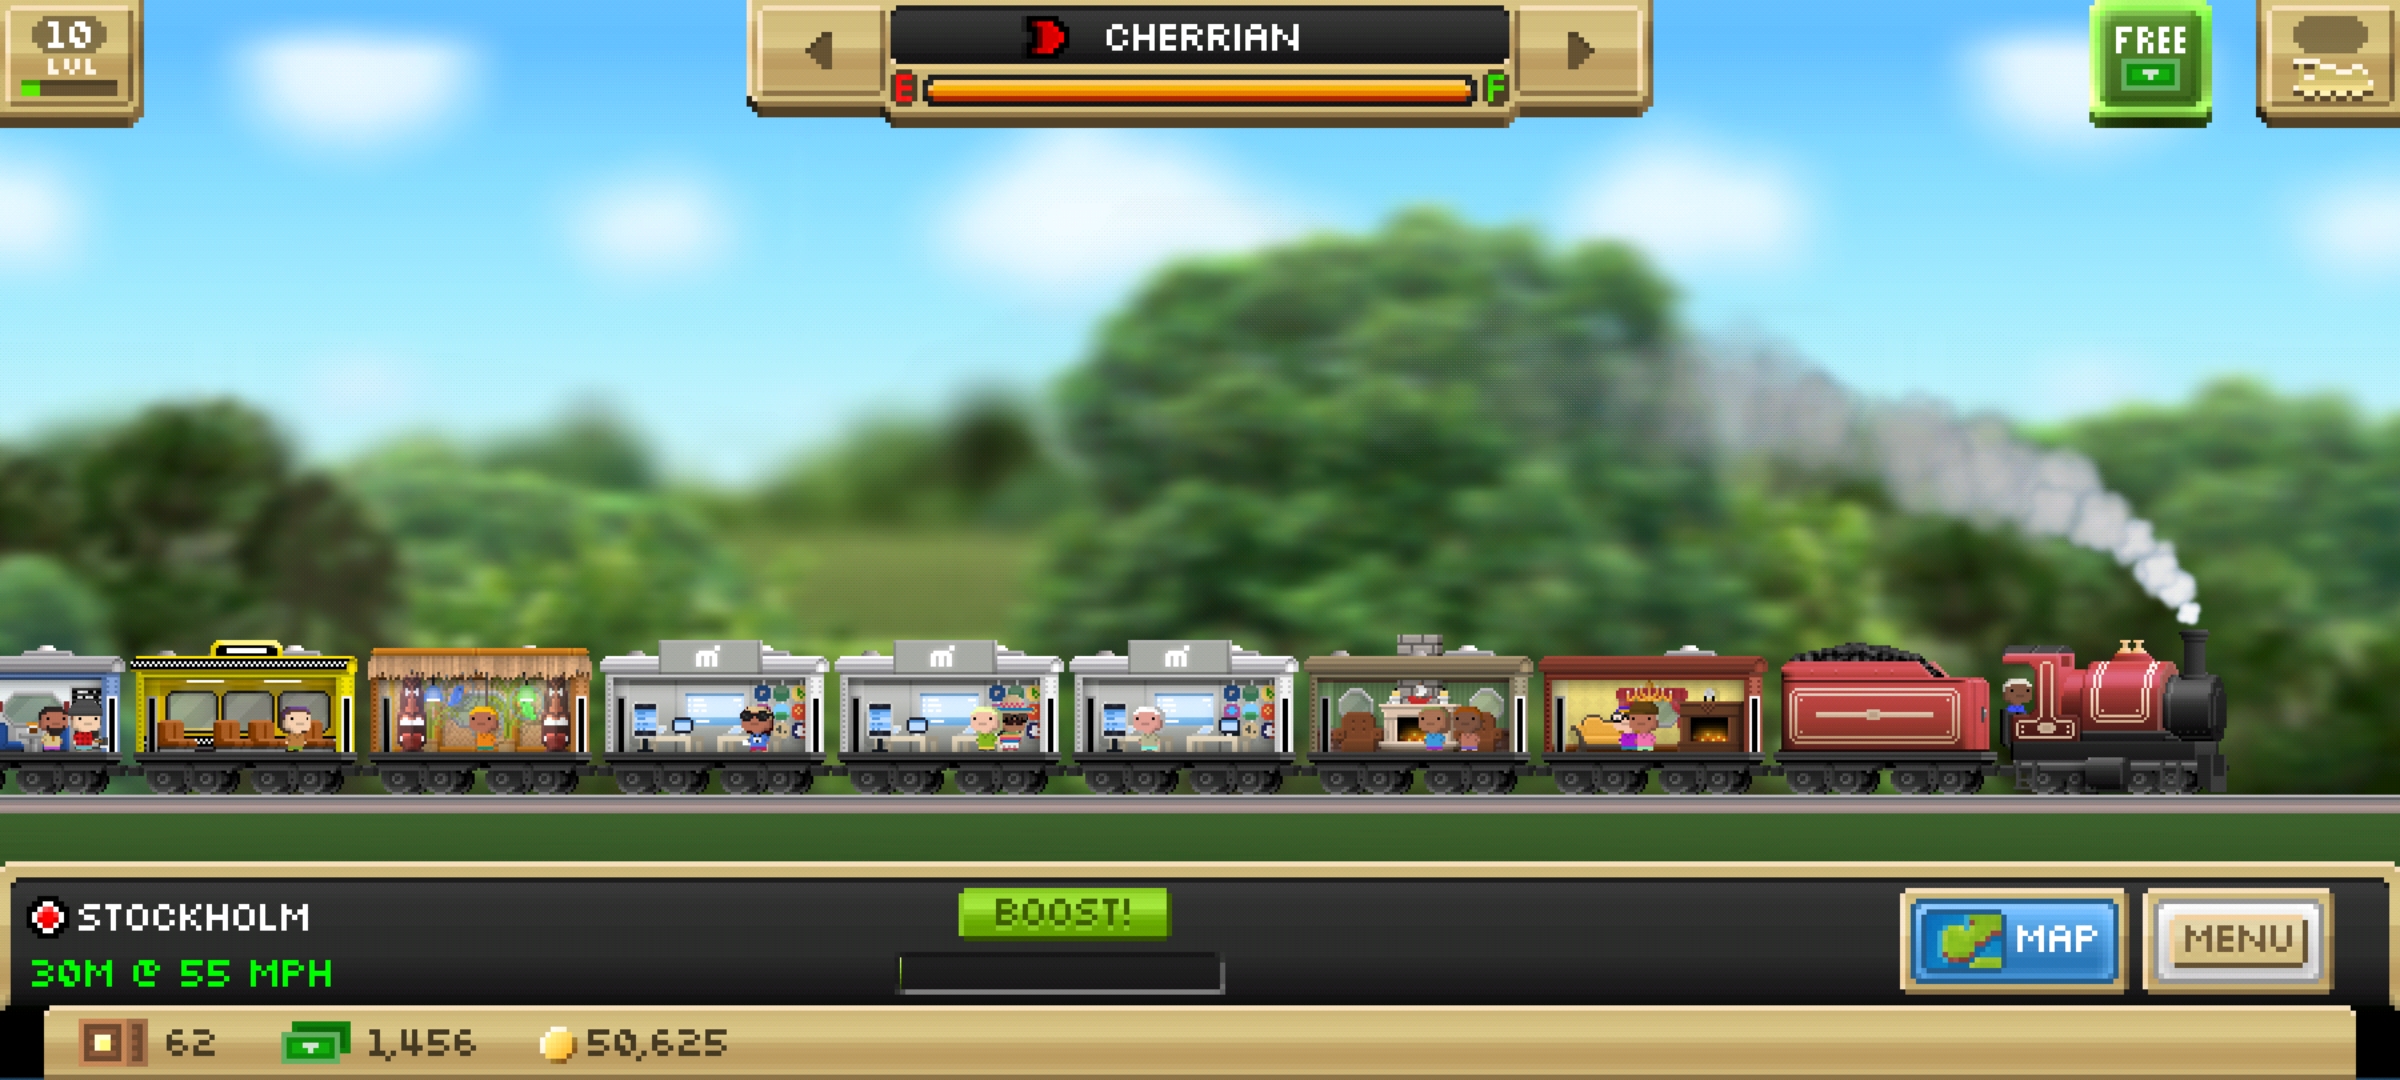 10
LVL
CHERRIAN
E F
FREE
m
m
m
STOCKHOLM
30M @ 55 MPH
BOOST!
MAP
MENU
62
1,456
50,625